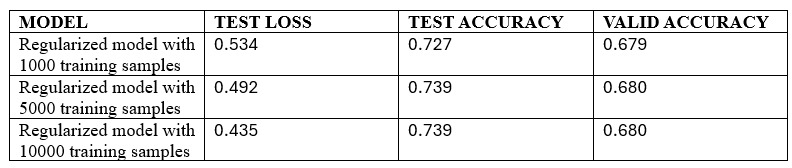 MODEL TEST LOSS TEST ACCURACY VALID ACCURACY
Regularized model with 0.534 0.727 0.679
1000 training samples
Regularized model with 0.492 0.739 0.680
5000 training samples
Regularized model with 0.435 0.739 0.680
10000 training samples